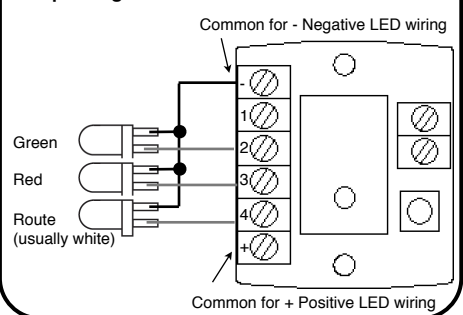 Common for - Negative LED wiring
-
1
2
3
4
+
Green
Red
Route
(usually white)
Common for + Positive LED wiring